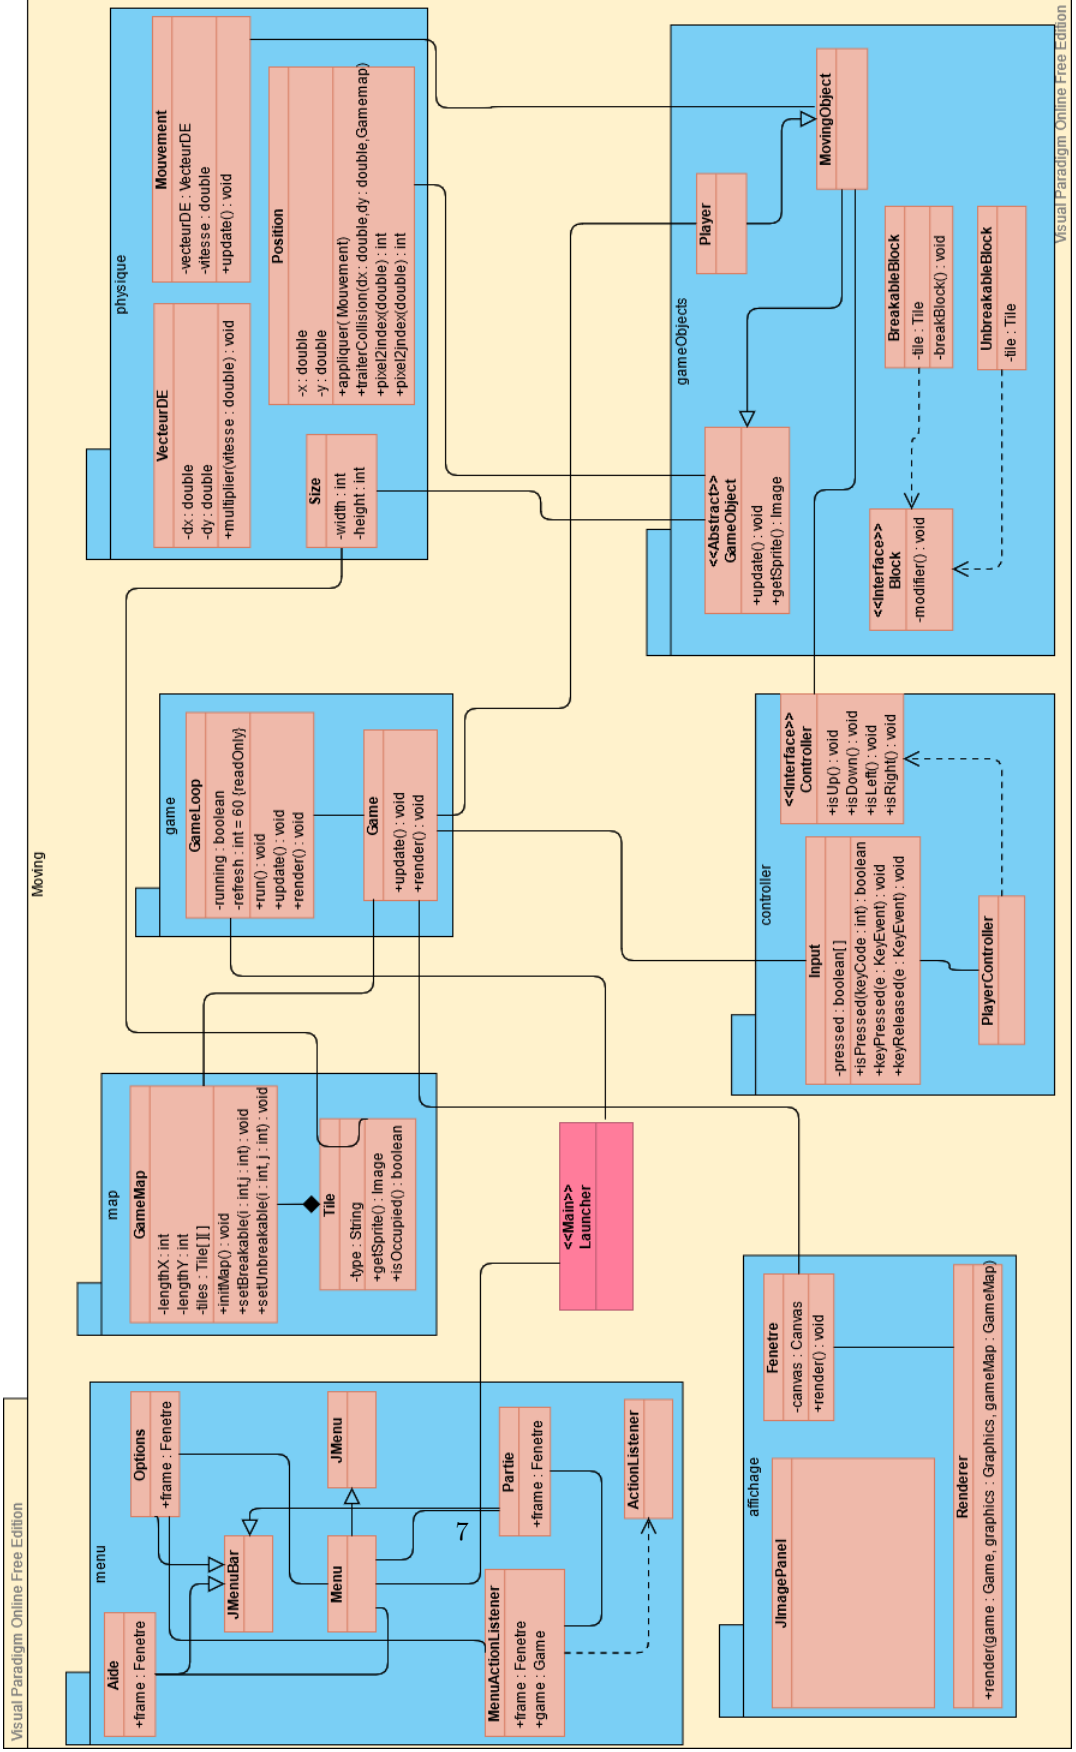 Visual Paradigm Online Free Edition
Moving
menu
Aide
+frame : Fenetre
Options
+frame : Fenetre
JMenuBar
Menu
JMenu
MenuActionListener
+frame : Fenetre
+game : Game
Partie
+frame : Fenetre
ActionListener
7
map
GameMap
-lengthX : int
-lengthY : int
-tiles : Tile[][]
+initMap() : void
+setBreakable(i : int,j : int) : void
+setUnbreakable(i : int,j : int) : void
Tile
-type : String
+getSprite() : Image
+isOccupied() : boolean
game
GameLoop
-running : boolean
-refresh : int = 60 {readOnly}
+run() : void
+update() : void
+render() : void
Game
+update() : void
+render() : void
physique
VecteurDE
-dx : double
-dy : double
+multiplier(vitesse : double) : void
Mouvement
-vecteurDE : VecteurDE
-vitesse : double
+update() : void
Size
-width : int
-height : int
Position
-x : double
-y : double
+appliquer( Mouvement)
+traiterCollision(dx : double,dy : double,Gamemap)
+pixel2index(double) : int
+pixel2jndex(double) : int
<<Main>>
Launcher
affichage
JImagePanel
Fenetre
-canvas : Canvas
+render() : void
Renderer
+render(game : Game, graphics : Graphics, gameMap : GameMap)
controller
Input
-pressed : boolean[ ]
+isPressed(keyCode : int) : boolean
+keyPressed(e : KeyEvent) : void
+keyReleased(e : KeyEvent) : void
<<Interface>>
Controller
+isUp() : void
+isDown() : void
+isLeft() : void
+isRight() : void
PlayerController
gameObjects
<<Abstract>>
GameObject
+update() : void
+getSprite() : Image
Player
MovingObject
<<Interface>>
Block
-modifier() : void
BreakableBlock
-tile : Tile
-breakBlock() : void
UnbreakableBlock
-tile : Tile
Visual Paradigm Online Free Edition